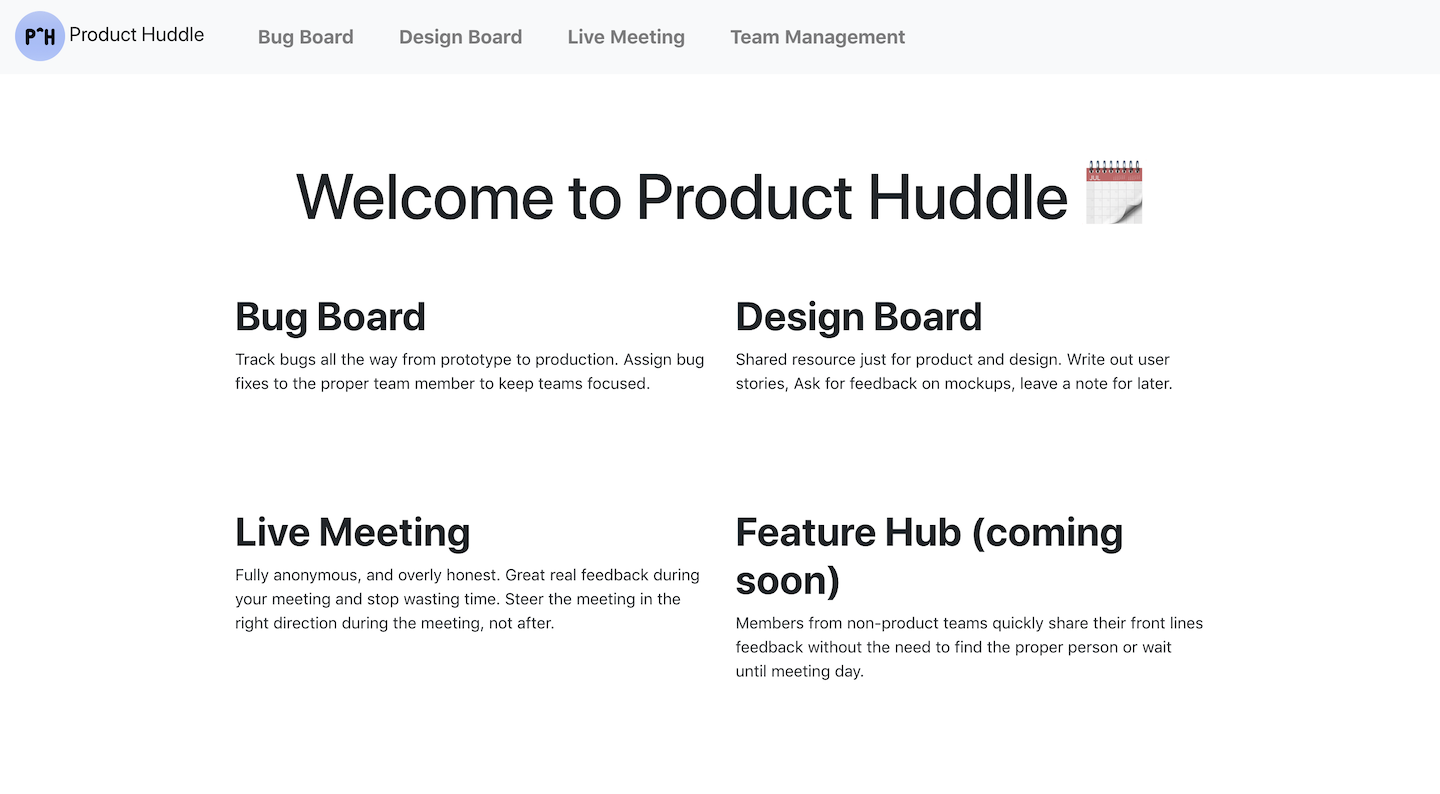 P^H Product Huddle Bug Board Design Board Live Meeting Team Management
Welcome to Product Huddle
JUL
Bug Board
Track bugs all the way from prototype to production. Assign bug
fixes to the proper team member to keep teams focused.
Design Board
Shared resource just for product and design. Write out user
stories, Ask for feedback on mockups, leave a note for later.
Live Meeting
Fully anonymous, and overly honest. Great real feedback during
your meeting and stop wasting time. Steer the meeting in the
right direction during the meeting, not after.
Feature Hub (coming
soon)
Members from non-product teams quickly share their front lines
feedback without the need to find the proper person or wait
until meeting day.